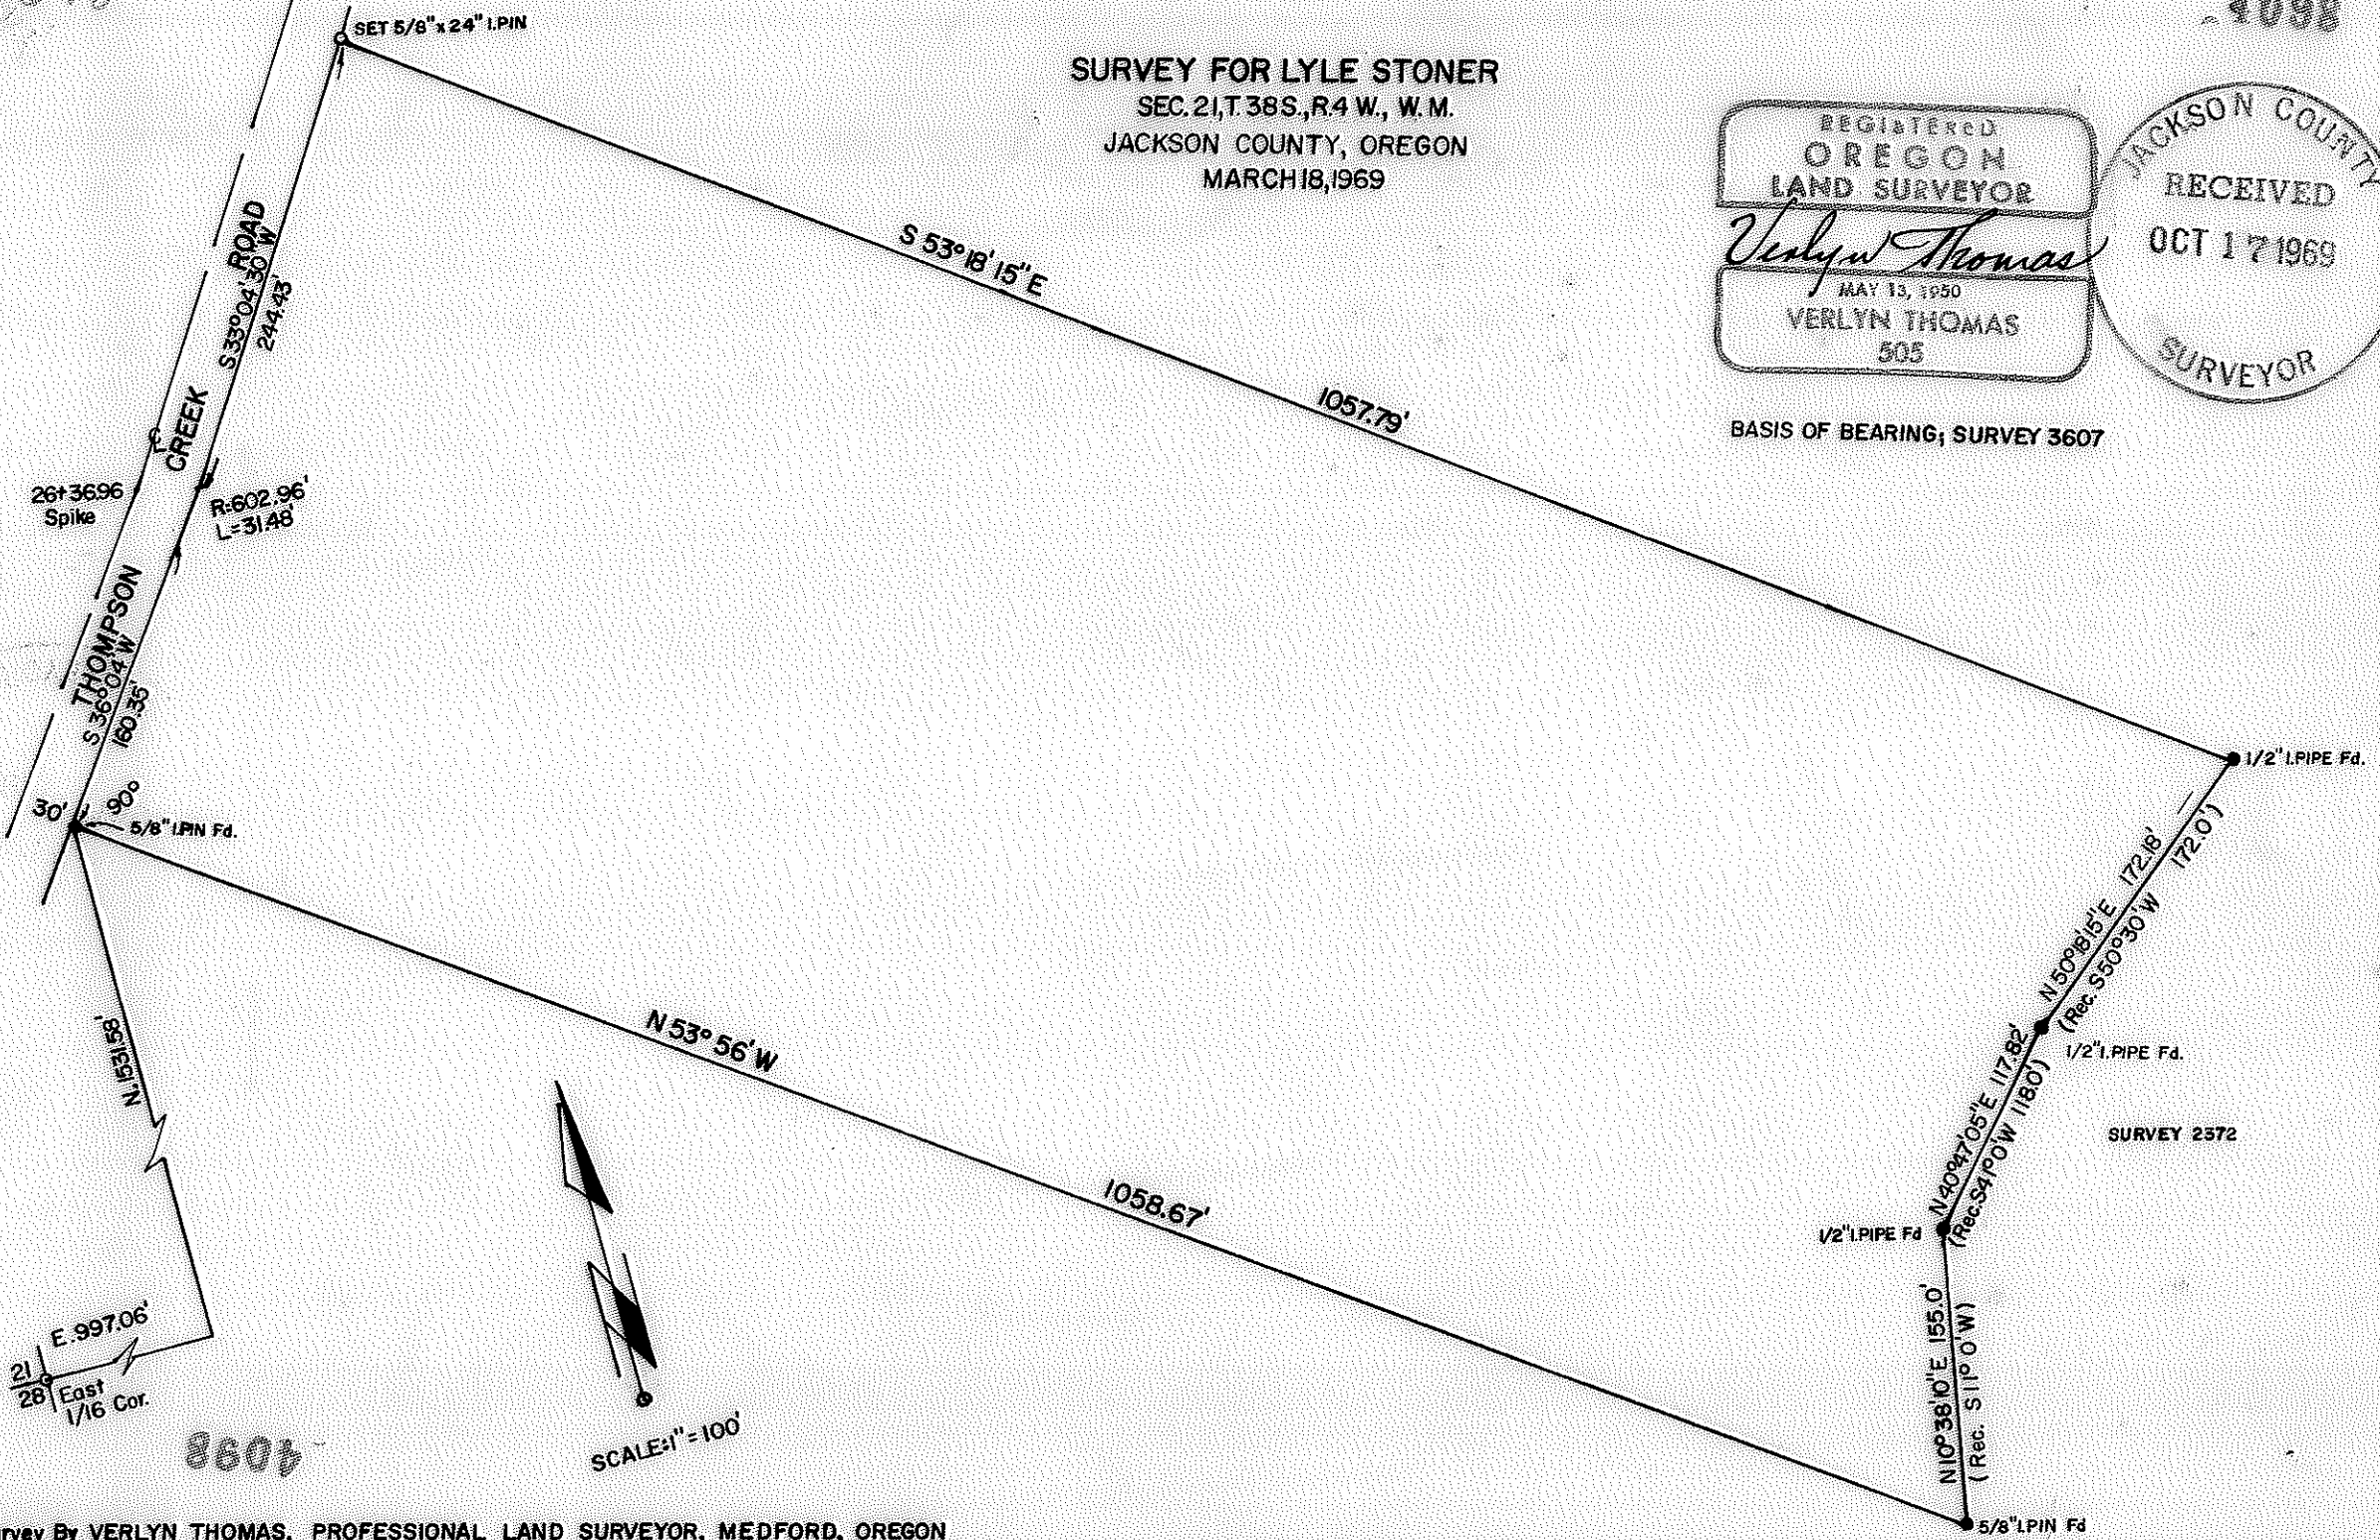 4098
SET 5/8"x24" I.PIN
SURVEY FOR LYLE STONER
SEC. 21, T. 38 S., R. 4 W., W. M.
JACKSON COUNTY, OREGON
MARCH 18, 1969
REGISTERED
OREGON
LAND SURVEYOR
Verlyn Thomas
MAY 13, 1950
VERLYN THOMAS
505
JACKSON COUNTY
RECEIVED
OCT 17 1969
SURVEYOR
BASIS OF BEARING; SURVEY 3607
THOMPSON CREEK ROAD
S 33°04'30" W
244.43'
S 53°18'15" E
1057.79'
CL
26+36.96
Spike
R=602.96'
L=31.48'
S 36°04' W
160.35'
30'
90°
5/8" I.PIN Fd.
1/2" I.PIPE Fd.
N 50°18'15" E 172.18'
(Rec. S 50°30' W 172.0')
1/2" I.PIPE Fd.
N 40°47'05" E 117.82'
(Rec. S 41°0' W 118.0')
SURVEY 2372
1/2" I.PIPE Fd
N 10°38'10" E 155.0'
(Rec. S 11°0' W)
5/8" I.PIN Fd
N 53°56' W
1058.67'
N. 1531.58'
E. 997.06'
21
28
East
1/16 Cor.
SCALE: 1" = 100'
4098
rvey By VERLYN THOMAS, PROFESSIONAL LAND SURVEYOR, MEDFORD, OREGON